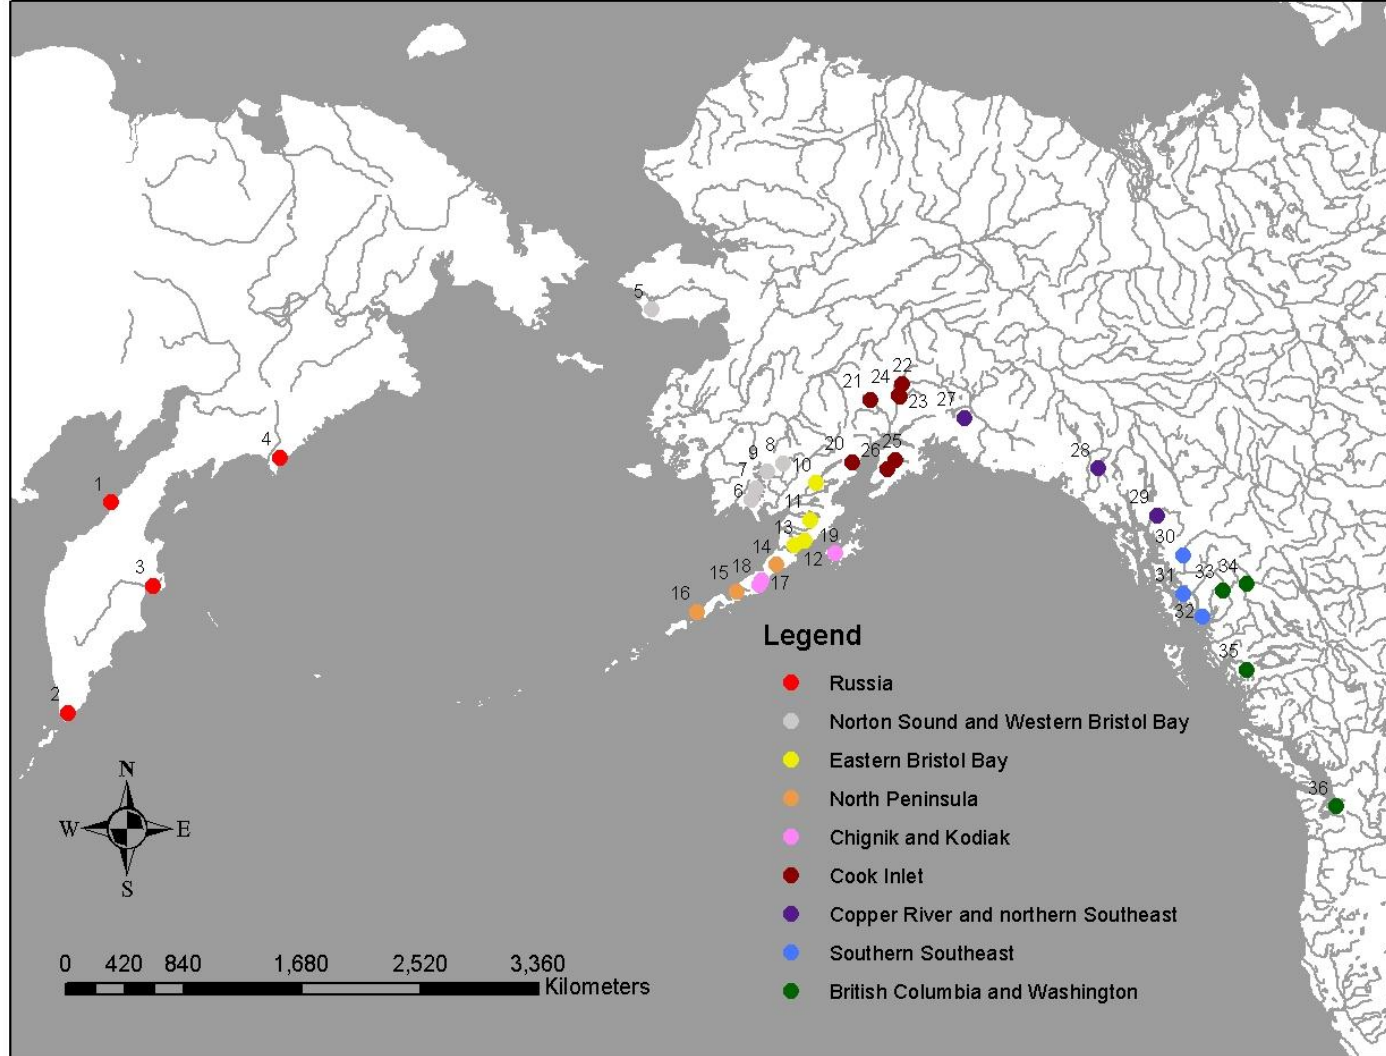 5
22
24
21
23
27
4
8
20
25
26
28
9
10
7
1
6
29
11
13
19
30
3
14
12
31
33
34
15
18
17
16
32
Legend
35
Russia
2
Norton Sound and Western Bristol Bay
Eastern Bristol Bay
N
North Peninsula
36
W E
Chignik and Kodiak
S
Cook Inlet
Copper River and northern Southeast
Southern Southeast
0 420 840 1,680 2,520 3,360
Kilometers
British Columbia and Washington